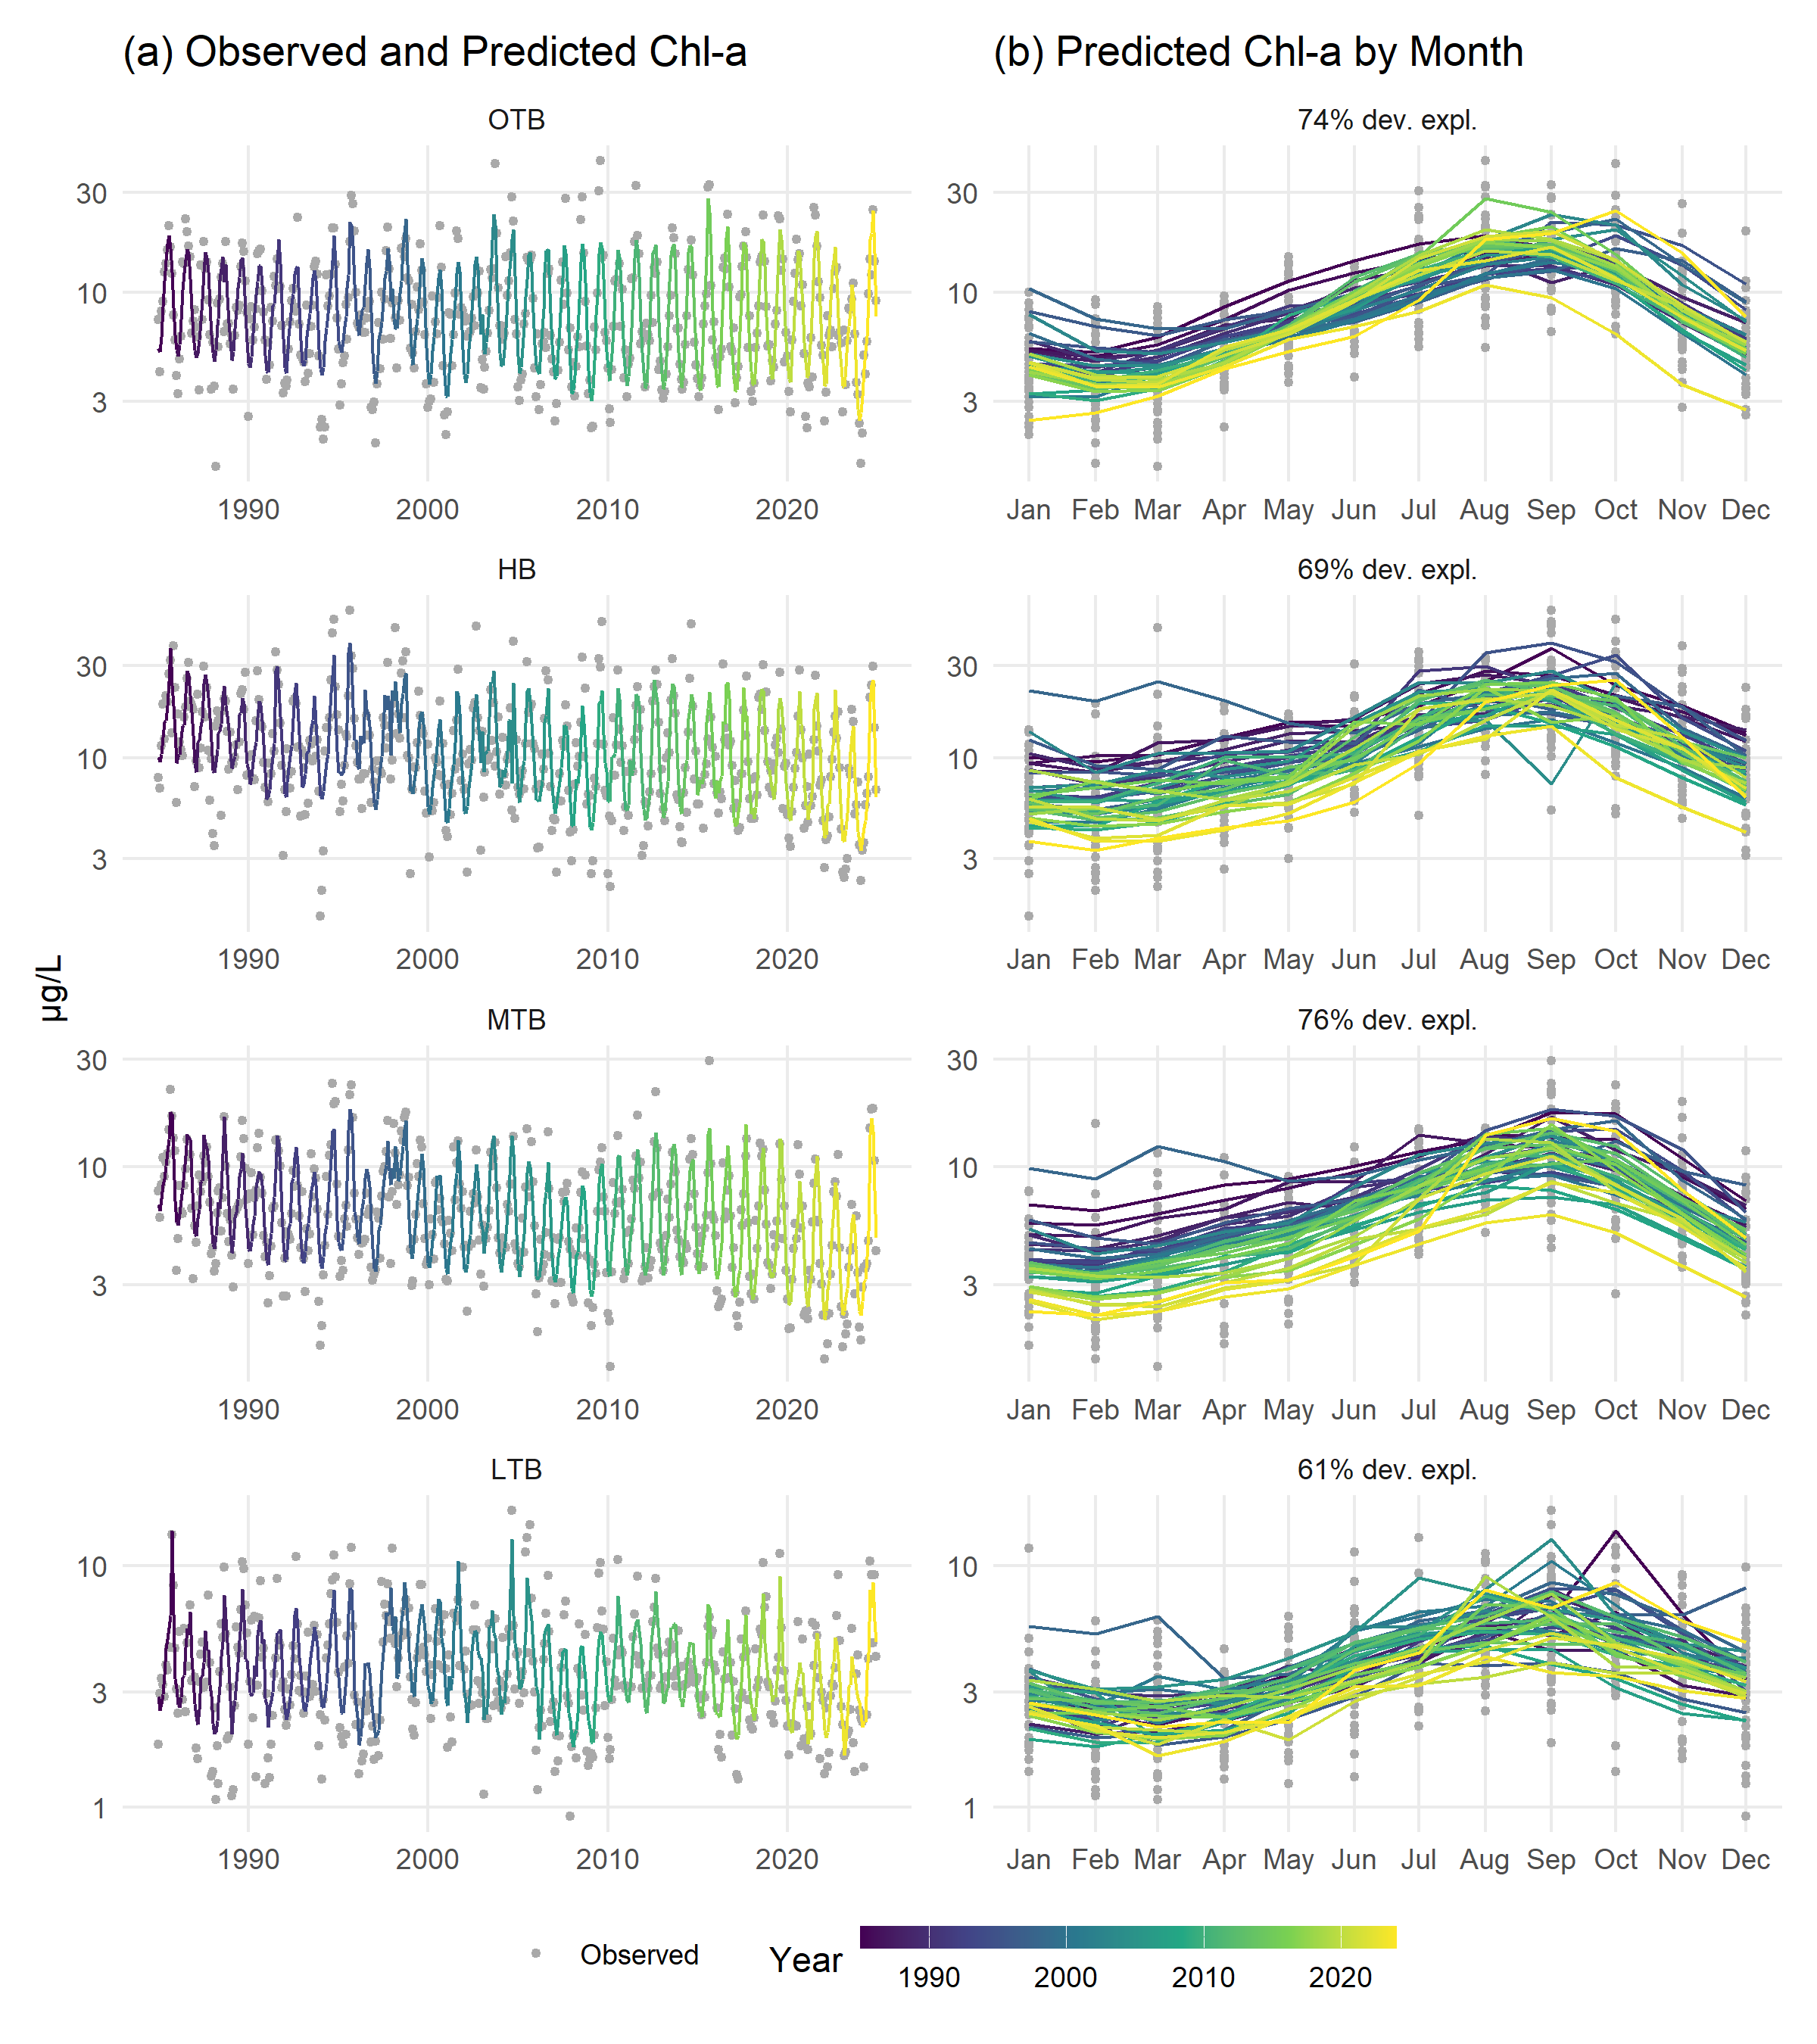 (a) Observed and Predicted Chl-a
(b) Predicted Chl-a by Month
OTB
74% dev. expl.
30
10
3
30
10
3
1990 2000 2010 2020
Jan Feb Mar Apr May Jun Jul Aug Sep Oct Nov Dec
HB
69% dev. expl.
30
10
3
30
10
3
1990 2000 2010 2020
Jan Feb Mar Apr May Jun Jul Aug Sep Oct Nov Dec
µg/L
MTB
76% dev. expl.
30
10
3
30
10
3
1990 2000 2010 2020
Jan Feb Mar Apr May Jun Jul Aug Sep Oct Nov Dec
LTB
61% dev. expl.
10
3
1
10
3
1
1990 2000 2010 2020
Jan Feb Mar Apr May Jun Jul Aug Sep Oct Nov Dec
Observed
Year
1990 2000 2010 2020